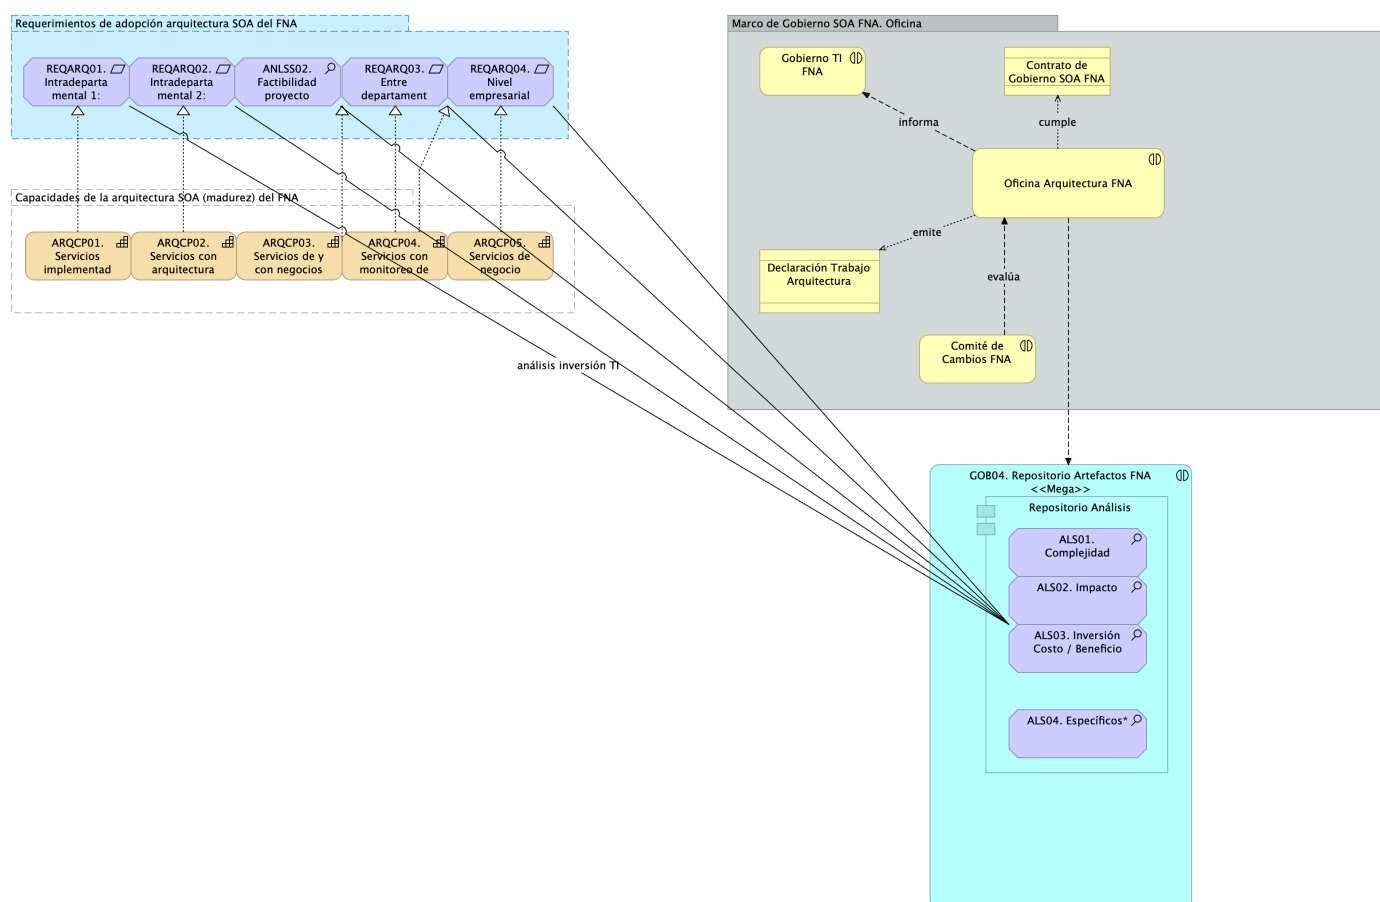 Requerimientos de adopción arquitectura SOA del FNA
REQARQ01.
Intradeparta
mental 1:
REQARQ02.
Intradeparta
mental 2:
ANLSS02.
Factibilidad
proyecto
REQARQ03.
Entre
departament
REQARQ04.
Nivel
empresarial
Capacidades de la arquitectura SOA (madurez) del FNA
ARQCP01.
Servicios
implementad
ARQCP02.
Servicios con
arquitectura
ARQCP03.
Servicios de y
con negocios
ARQCP04.
Servicios con
monitoreo de
ARQCP05.
Servicios de
negocio
análisis inversión TI
Marco de Gobierno SOA FNA. Oficina
Gobierno TI
FNA
Contrato de
Gobierno SOA FNA
informa
cumple
Oficina Arquitectura FNA
emite
Declaración Trabajo
Arquitectura
evalúa
Comité de
Cambios FNA
GOB04. Repositorio Artefactos FNA
<<Mega>>
Repositorio Análisis
ALS01.
Complejidad
ALS02. Impacto
ALS03. Inversión
Costo / Beneficio
ALS04. Específicos*